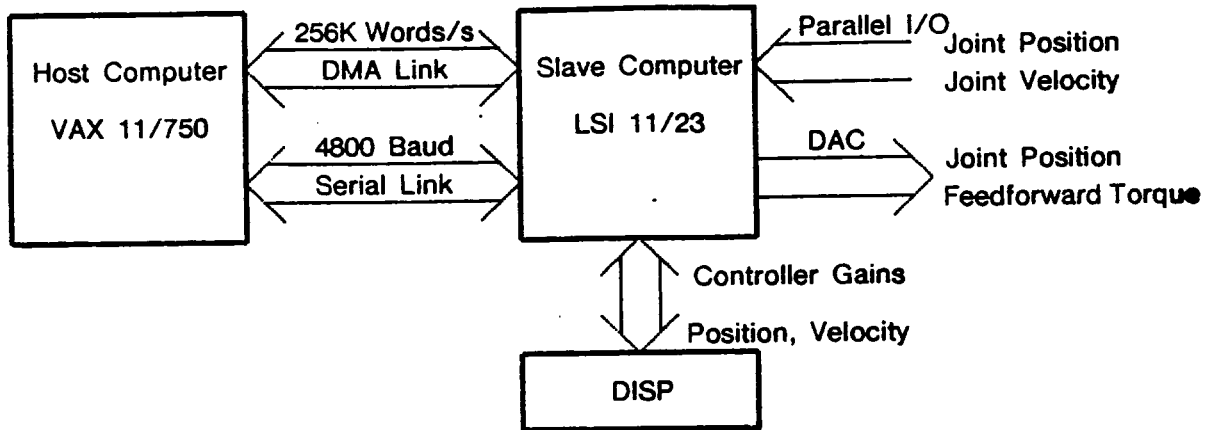 Host Computer
VAX 11/750
256K Words/s
DMA Link
4800 Baud
Serial Link
Slave Computer
LSI 11/23
Parallel I/O
Joint Position
Joint Velocity
DAC
Joint Position
Feedforward Torque
Controller Gains
Position, Velocity
DISP